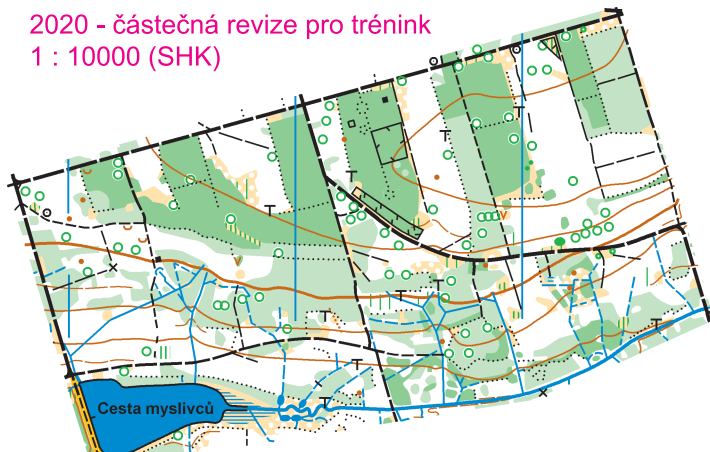 2020 - částečná revize pro trénink
1 : 10000 (SHK)
Cesta myslivců